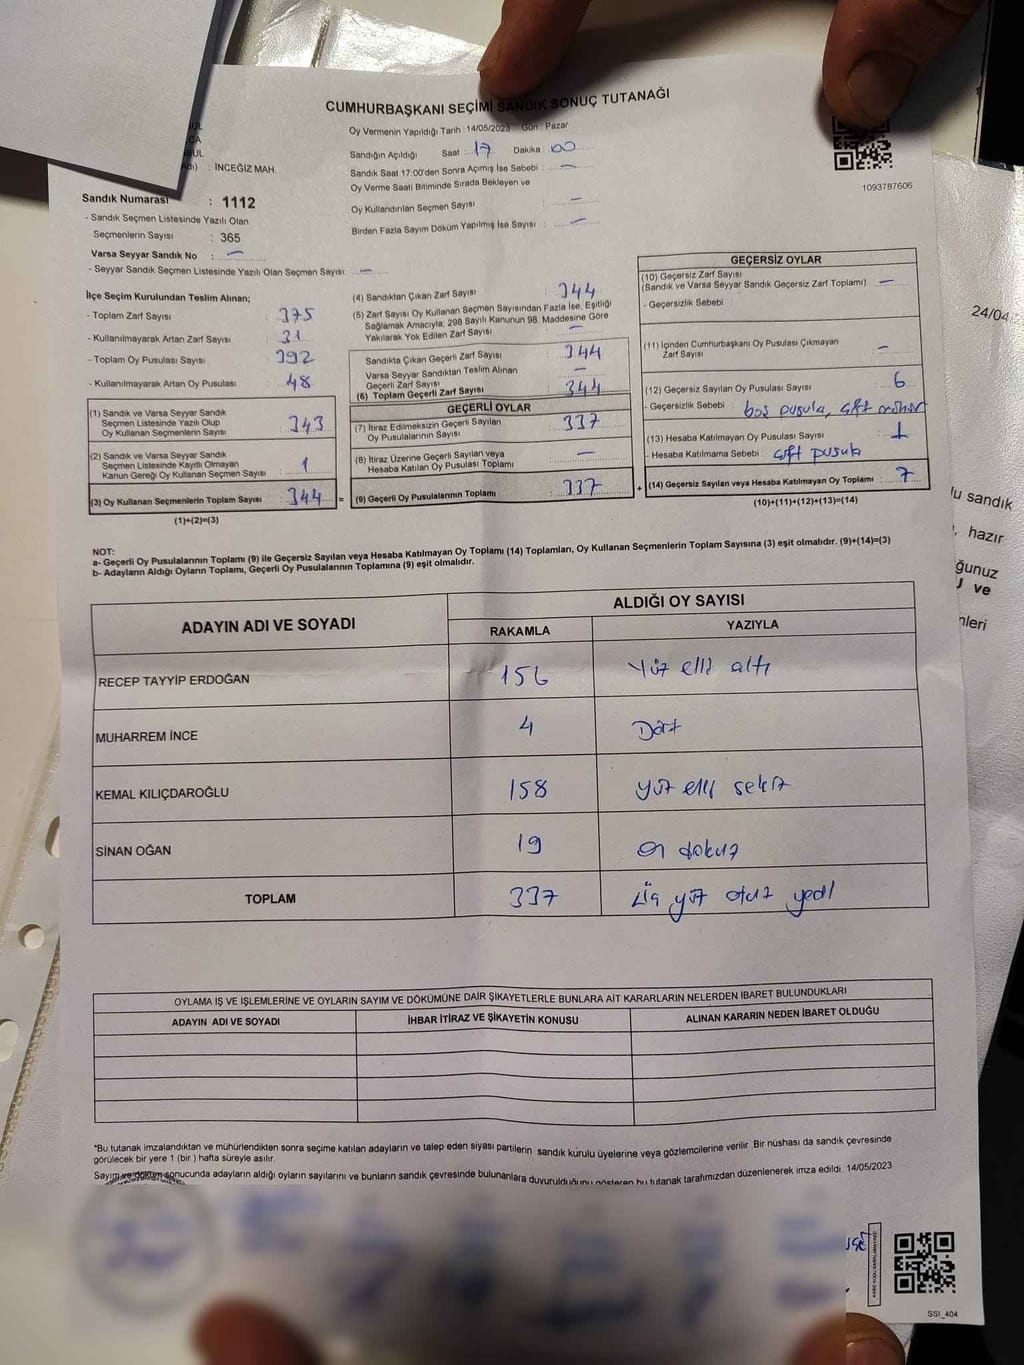 CUMHURBAŞKANI SEÇİMİ SANDIK SONUÇ TUTANAĞI
Oy Vermenin Yapıldığı Tarih : 14/05/2023 Gün : Pazar
Sandığın Açıldığı Saat : 17 Dakika : 00
Sandık Saat 17:00'den Sonra Açımış İse Sebebi : —
Oy Verme Saati Bitiminde Sırada Bekleyen ve
Oy Kullandırılan Seçmen Sayısı —
Birden Fazla Sayım Döküm Yapılmış İse Sayısı : —
: İNCEĞİZ MAH.
1093787606
Sandık Numarası : 1112
- Sandık Seçmen Listesinde Yazılı Olan
Seçmenlerin Sayısı : 365
Varsa Seyyar Sandık No : —
- Seyyar Sandık Seçmen Listesinde Yazılı Olan Seçmen Sayısı: —
İlçe Seçim Kurulundan Teslim Alınan;
- Toplam Zarf Sayısı : 375
- Kullanılmayarak Artan Zarf Sayısı : 31
- Toplam Oy Pusulası Sayısı : 392
- Kullanılmayarak Artan Oy Pusulası : 48
(1) Sandık ve Varsa Seyyar Sandık
Seçmen Listesinde Yazılı Olup
Oy Kullanan Seçmenlerin Sayısı : 343
(2) Sandık ve Varsa Seyyar Sandık
Seçmen Listesinde Kayıtlı Olmayan
Kanun Gereği Oy Kullanan Seçmen Sayısı : 1
(3) Oy Kullanan Seçmenlerin Toplam Sayısı : 344 =
(1)+(2)=(3)
(4) Sandıktan Çıkan Zarf Sayısı : 344
(5) Zarf Sayısı Oy Kullanan Seçmen Sayısından Fazla İse, Eşitliği
Sağlamak Amacıyla; 298 Sayılı Kanunun 98. Maddesine Göre
Yakılarak Yok Edilen Zarf Sayısı —
Sandıkta Çıkan Geçerli Zarf Sayısı : 344
Varsa Seyyar Sandıktan Teslim Alınan
Geçerli Zarf Sayısı : —
(6) Toplam Geçerli Zarf Sayısı : 344
GEÇERLİ OYLAR
(7) İtiraz Edilmeksizin Geçerli Sayılan
Oy Pusulalarının Sayısı : 337
(8) İtiraz Üzerine Geçerli Sayılan veya
Hesaba Katılan Oy Pusulası Toplamı : —
(9) Geçerli Oy Pusulalarının Toplamı : 337 +
GEÇERSİZ OYLAR
(10) Geçersiz Zarf Sayısı
(Sandık ve Varsa Seyyar Sandık Geçersiz Zarf Toplamı) : —
- Geçersizlik Sebebi :
(11) İçinden Cumhurbaşkanı Oy Pusulası Çıkmayan
Zarf Sayısı : —
(12) Geçersiz Sayılan Oy Pusulası Sayısı : 6
- Geçersizlik Sebebi : boş pusula, çift mühür
(13) Hesaba Katılmayan Oy Pusulası Sayısı : 1
- Hesaba Katılmama Sebebi : çift pusula
(14) Geçersiz Sayılan veya Hesaba Katılmayan Oy Toplamı : 7
(10)+(11)+(12)+(13)=(14)
NOT:
a- Geçerli Oy Pusulalarının Toplamı (9) ile Geçersiz Sayılan veya Hesaba Katılmayan Oy Toplamı (14) Toplamları, Oy Kullanan Seçmenlerin Toplam Sayısına (3) eşit olmalıdır. (9)+(14)=(3)
b- Adayların Aldığı Oyların Toplamı, Geçerli Oy Pusulalarının Toplamına (9) eşit olmalıdır.
ADAYIN ADI VE SOYADI
ALDIĞI OY SAYISI
RAKAMLA YAZIYLA
RECEP TAYYİP ERDOĞAN 156 Yüz elli altı
MUHARREM İNCE 4 Dört
KEMAL KILIÇDAROĞLU 158 yüz elli sekiz
SİNAN OĞAN 19 on dokuz
TOPLAM 337 üç yüz otuz yedi
OYLAMA İŞ VE İŞLEMLERİNE VE OYLARIN SAYIM VE DÖKÜMÜNE DAİR ŞİKAYETLERLE BUNLARA AİT KARARLARIN NELERDEN İBARET BULUNDUKLARI
ADAYIN ADI VE SOYADI İHBAR İTİRAZ VE ŞİKAYETİN KONUSU ALINAN KARARIN NEDEN İBARET OLDUĞU
*Bu tutanak imzalandıktan ve mühürlendikten sonra seçime katılan adayların ve talep eden siyasi partilerin sandık kurulu üyelerine veya gözlemcilerine verilir. Bir nüshası da sandık çevresinde
görülecek bir yere 1 (bir ) hafta süreyle asılır.
Sayım ve döküm sonucunda adayların aldığı oyların sayılarını ve bunların sandık çevresinde bulunanlara duyurulduğunu gösteren bu tutanak tarafımızdan düzenlenerek imza edildi. 14/05/2023
SSI_404
24/04
sandık
hazır
ve